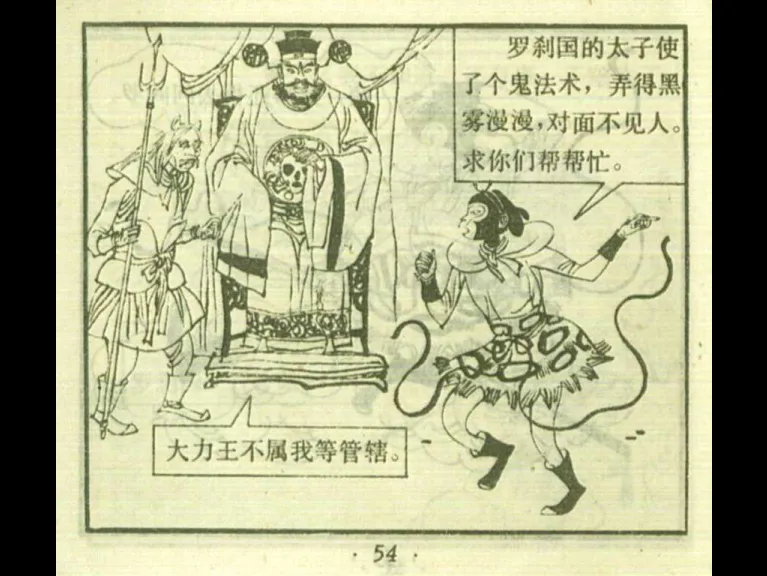 罗刹国的太子使
了个鬼法术，弄得黑
雾漫漫，对面不见人。
求你们帮帮忙。
大力王不属我等管辖。
· 54 ·